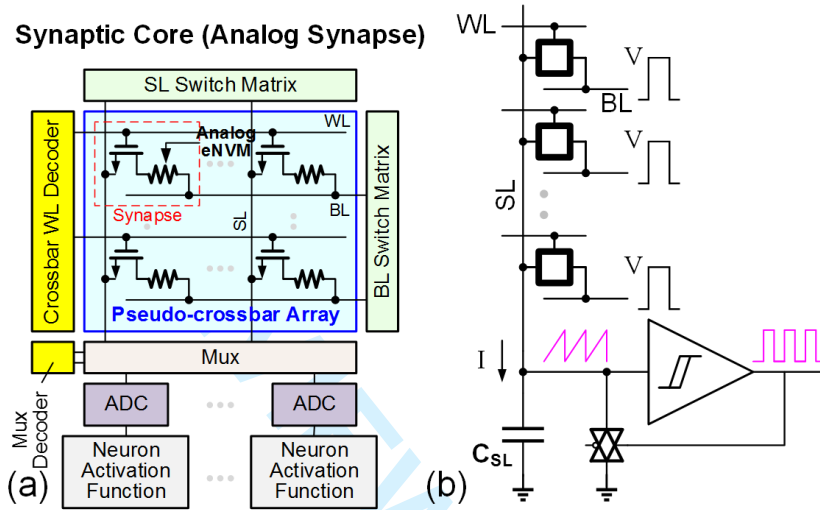 Synaptic Core (Analog Synapse)
SL Switch Matrix
Crossbar WL Decoder
WL
Analog
eNVM
Synapse
BL
SL
BL Switch Matrix
Pseudo-crossbar Array
Mux
Mux
Decoder
ADC
ADC
Neuron
Activation
Function
Neuron
Activation
Function
(a)
WL
V
BL
V
SL
V
I
C_SL
(b)